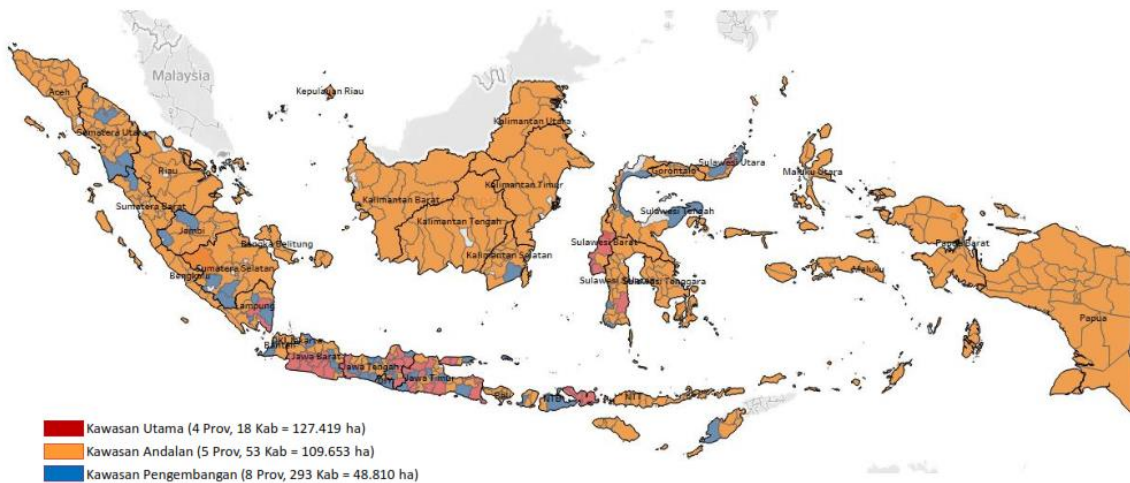 Malaysia
Aceh
Kepulauan Riau
Sumatera Utara
Kalimantan Utara
Sulawesi Utara
Gorontalo
Riau
Maluku Utara
Kalimantan Timur
Kalimantan Barat
Sumatera Barat
Sulawesi Tengah
Kalimantan Tengah
Jambi
Sulawesi Barat
Bangka Belitung
Papua Barat
Kalimantan Selatan
Sumatera Selatan
Bengkulu
Maluku
Sulawesi
Tenggara
Lampung
Papua
Banten
Jawa Barat
Jawa Tengah
Jawa Timur
Bali
NTB
NTT
Kawasan Utama (4 Prov, 18 Kab = 127.419 ha)
Kawasan Andalan (5 Prov, 53 Kab = 109.653 ha)
Kawasan Pengembangan (8 Prov, 293 Kab = 48.810 ha)